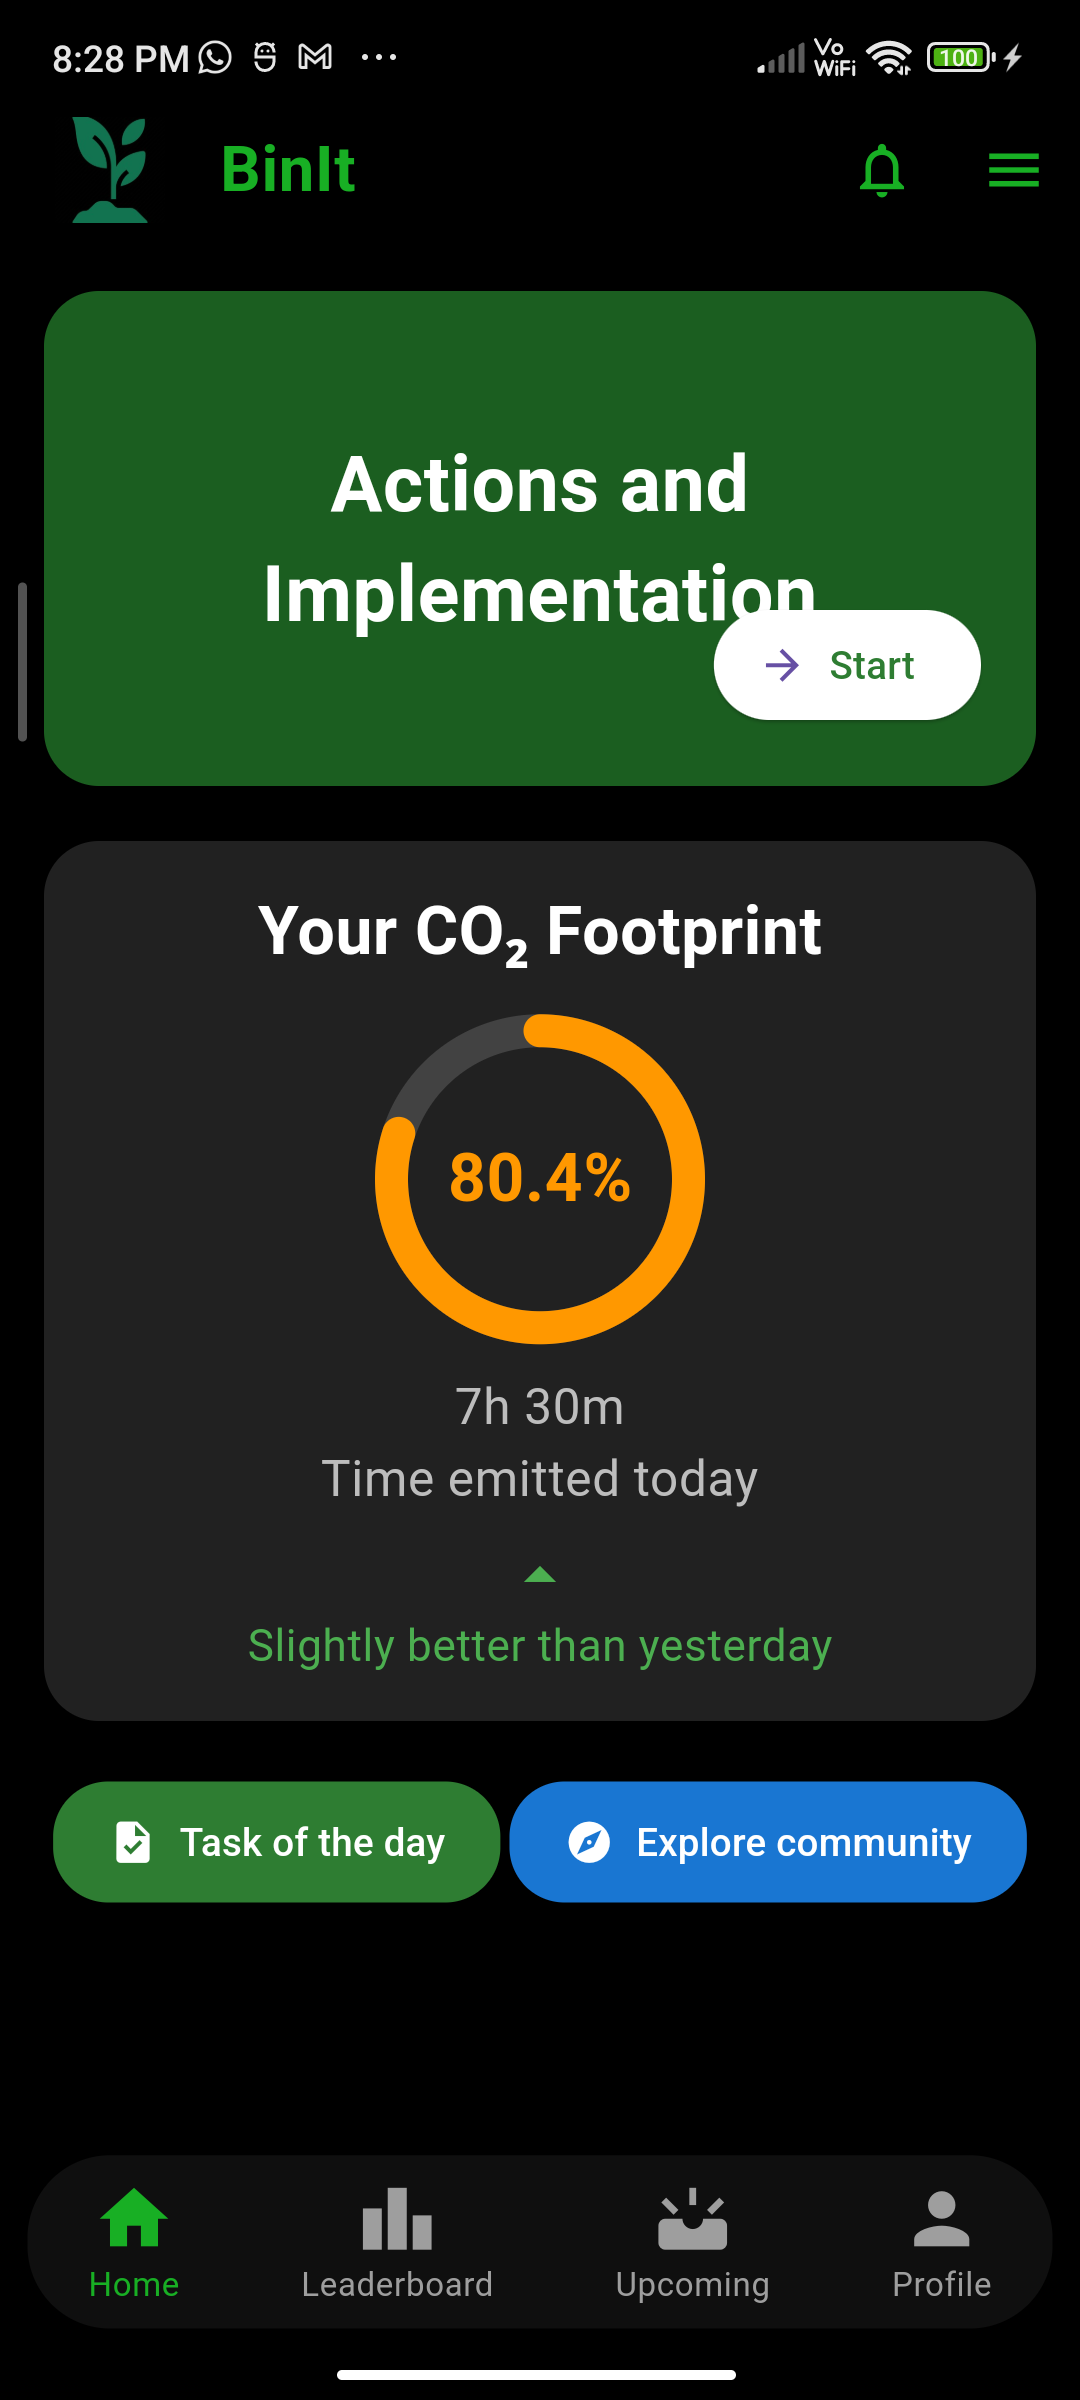 8:28 PM
Vo
WiFi
100
BinIt
Actions and
Implementation
Start
Your CO₂ Footprint
80.4%
7h 30m
Time emitted today
Slightly better than yesterday
Task of the day
Explore community
Home
Leaderboard
Upcoming
Profile